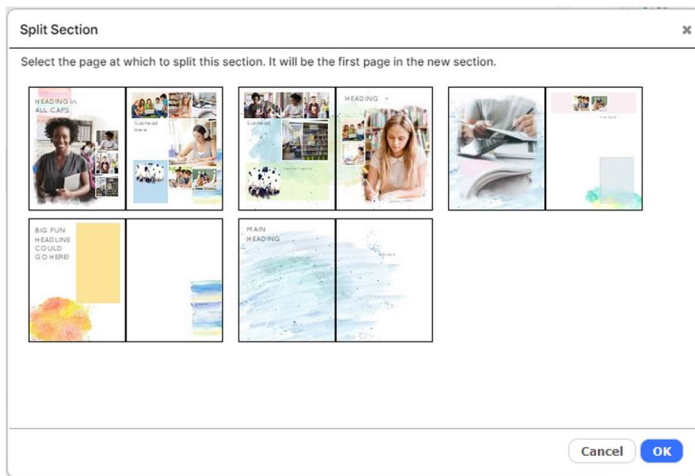 Split Section
Select the page at which to split this section. It will be the first page in the new section.
HEADING in
ALL CAPS
Subhead
here
Subhead
HEADING
BIG FUN
HEADLINE
COULD
GO HERE!
MAIN
HEADING
Cancel
OK